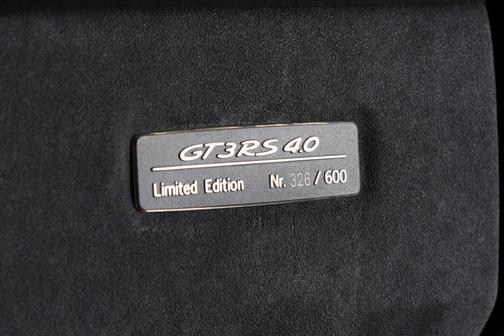 GT3RS 4.0
Limited Edition Nr. 326 / 600